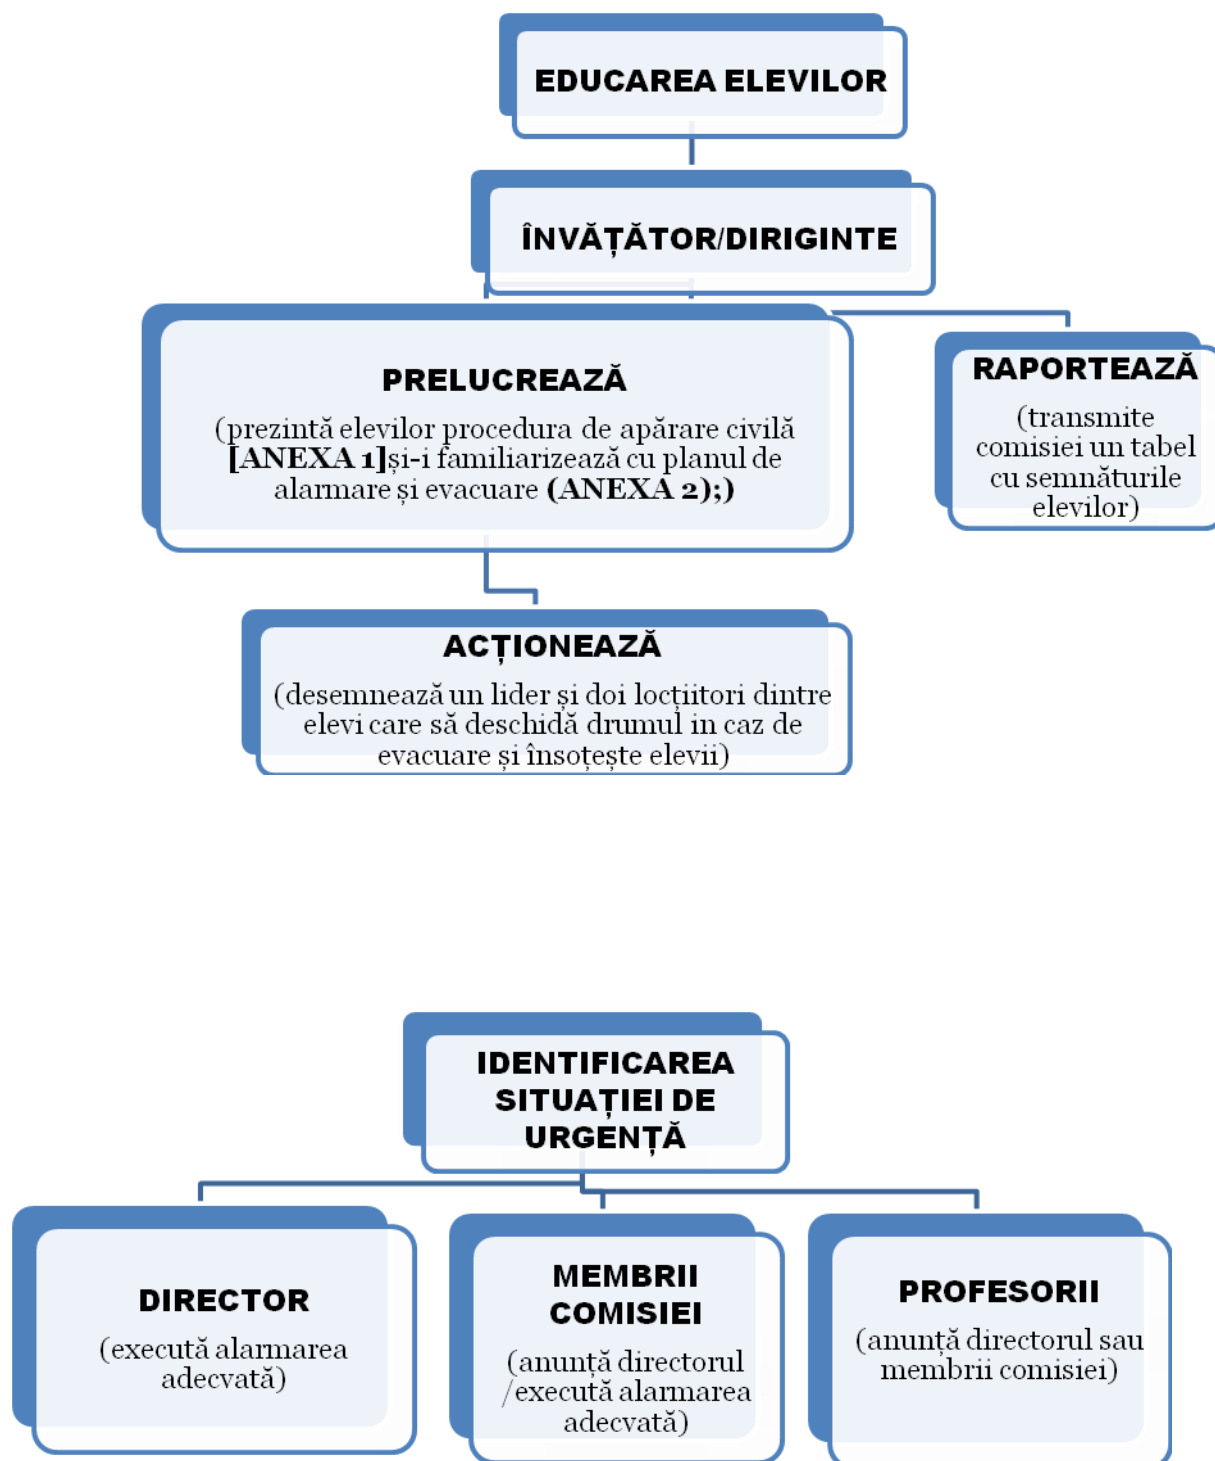 EDUCAREA ELEVILOR
ÎNVĂȚĂTOR/DIRIGINTE
PRELUCREAZĂ
(prezintă elevilor procedura de apărare civilă
[ANEXA 1]și-i familiarizează cu planul de
alarmare și evacuare (ANEXA 2);)
RAPORTEAZĂ
(transmite
comisiei un tabel
cu semnăturile
elevilor)
ACȚIONEAZĂ
(desemnează un lider și doi locțiitori dintre
elevi care să deschidă drumul in caz de
evacuare și însoțește elevii)
IDENTIFICAREA
SITUAȚIEI DE
URGENȚĂ
DIRECTOR
(execută alarmarea
adecvată)
MEMBRII
COMISIEI
(anunță directorul
/execută alarmarea
adecvată)
PROFESORII
(anunță directorul sau
membrii comisiei)